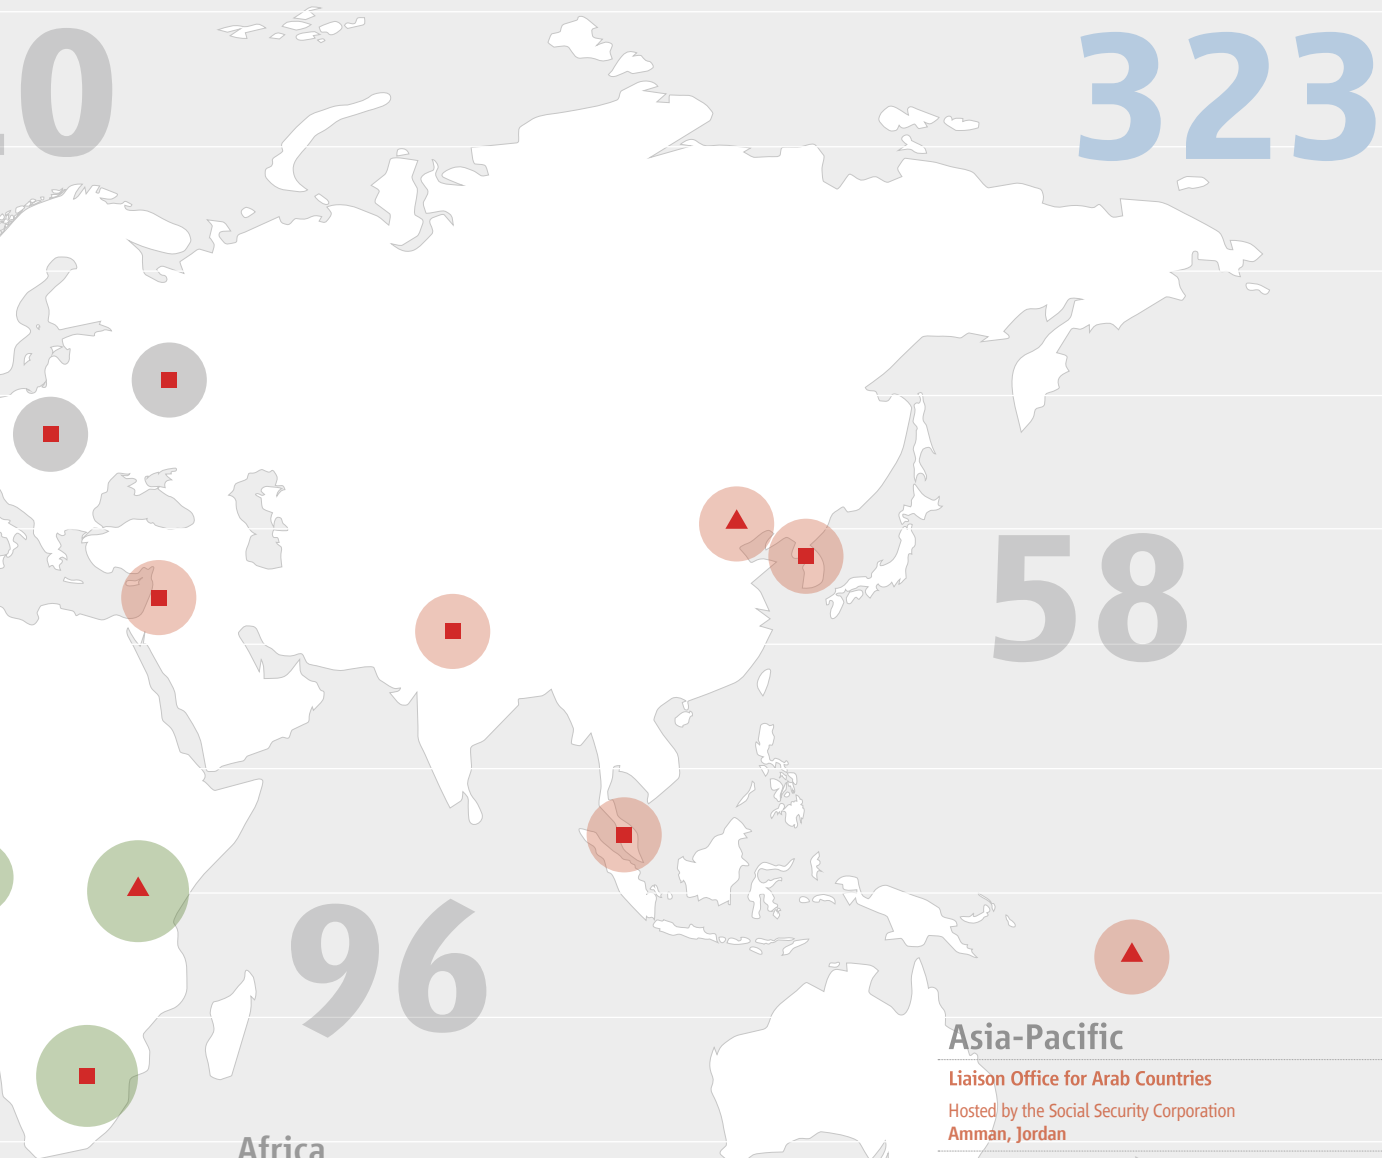 0
323
58
96
Asia-Pacific
Liaison Office for Arab Countries
Hosted by the Social Security Corporation
Amman, Jordan
Africa